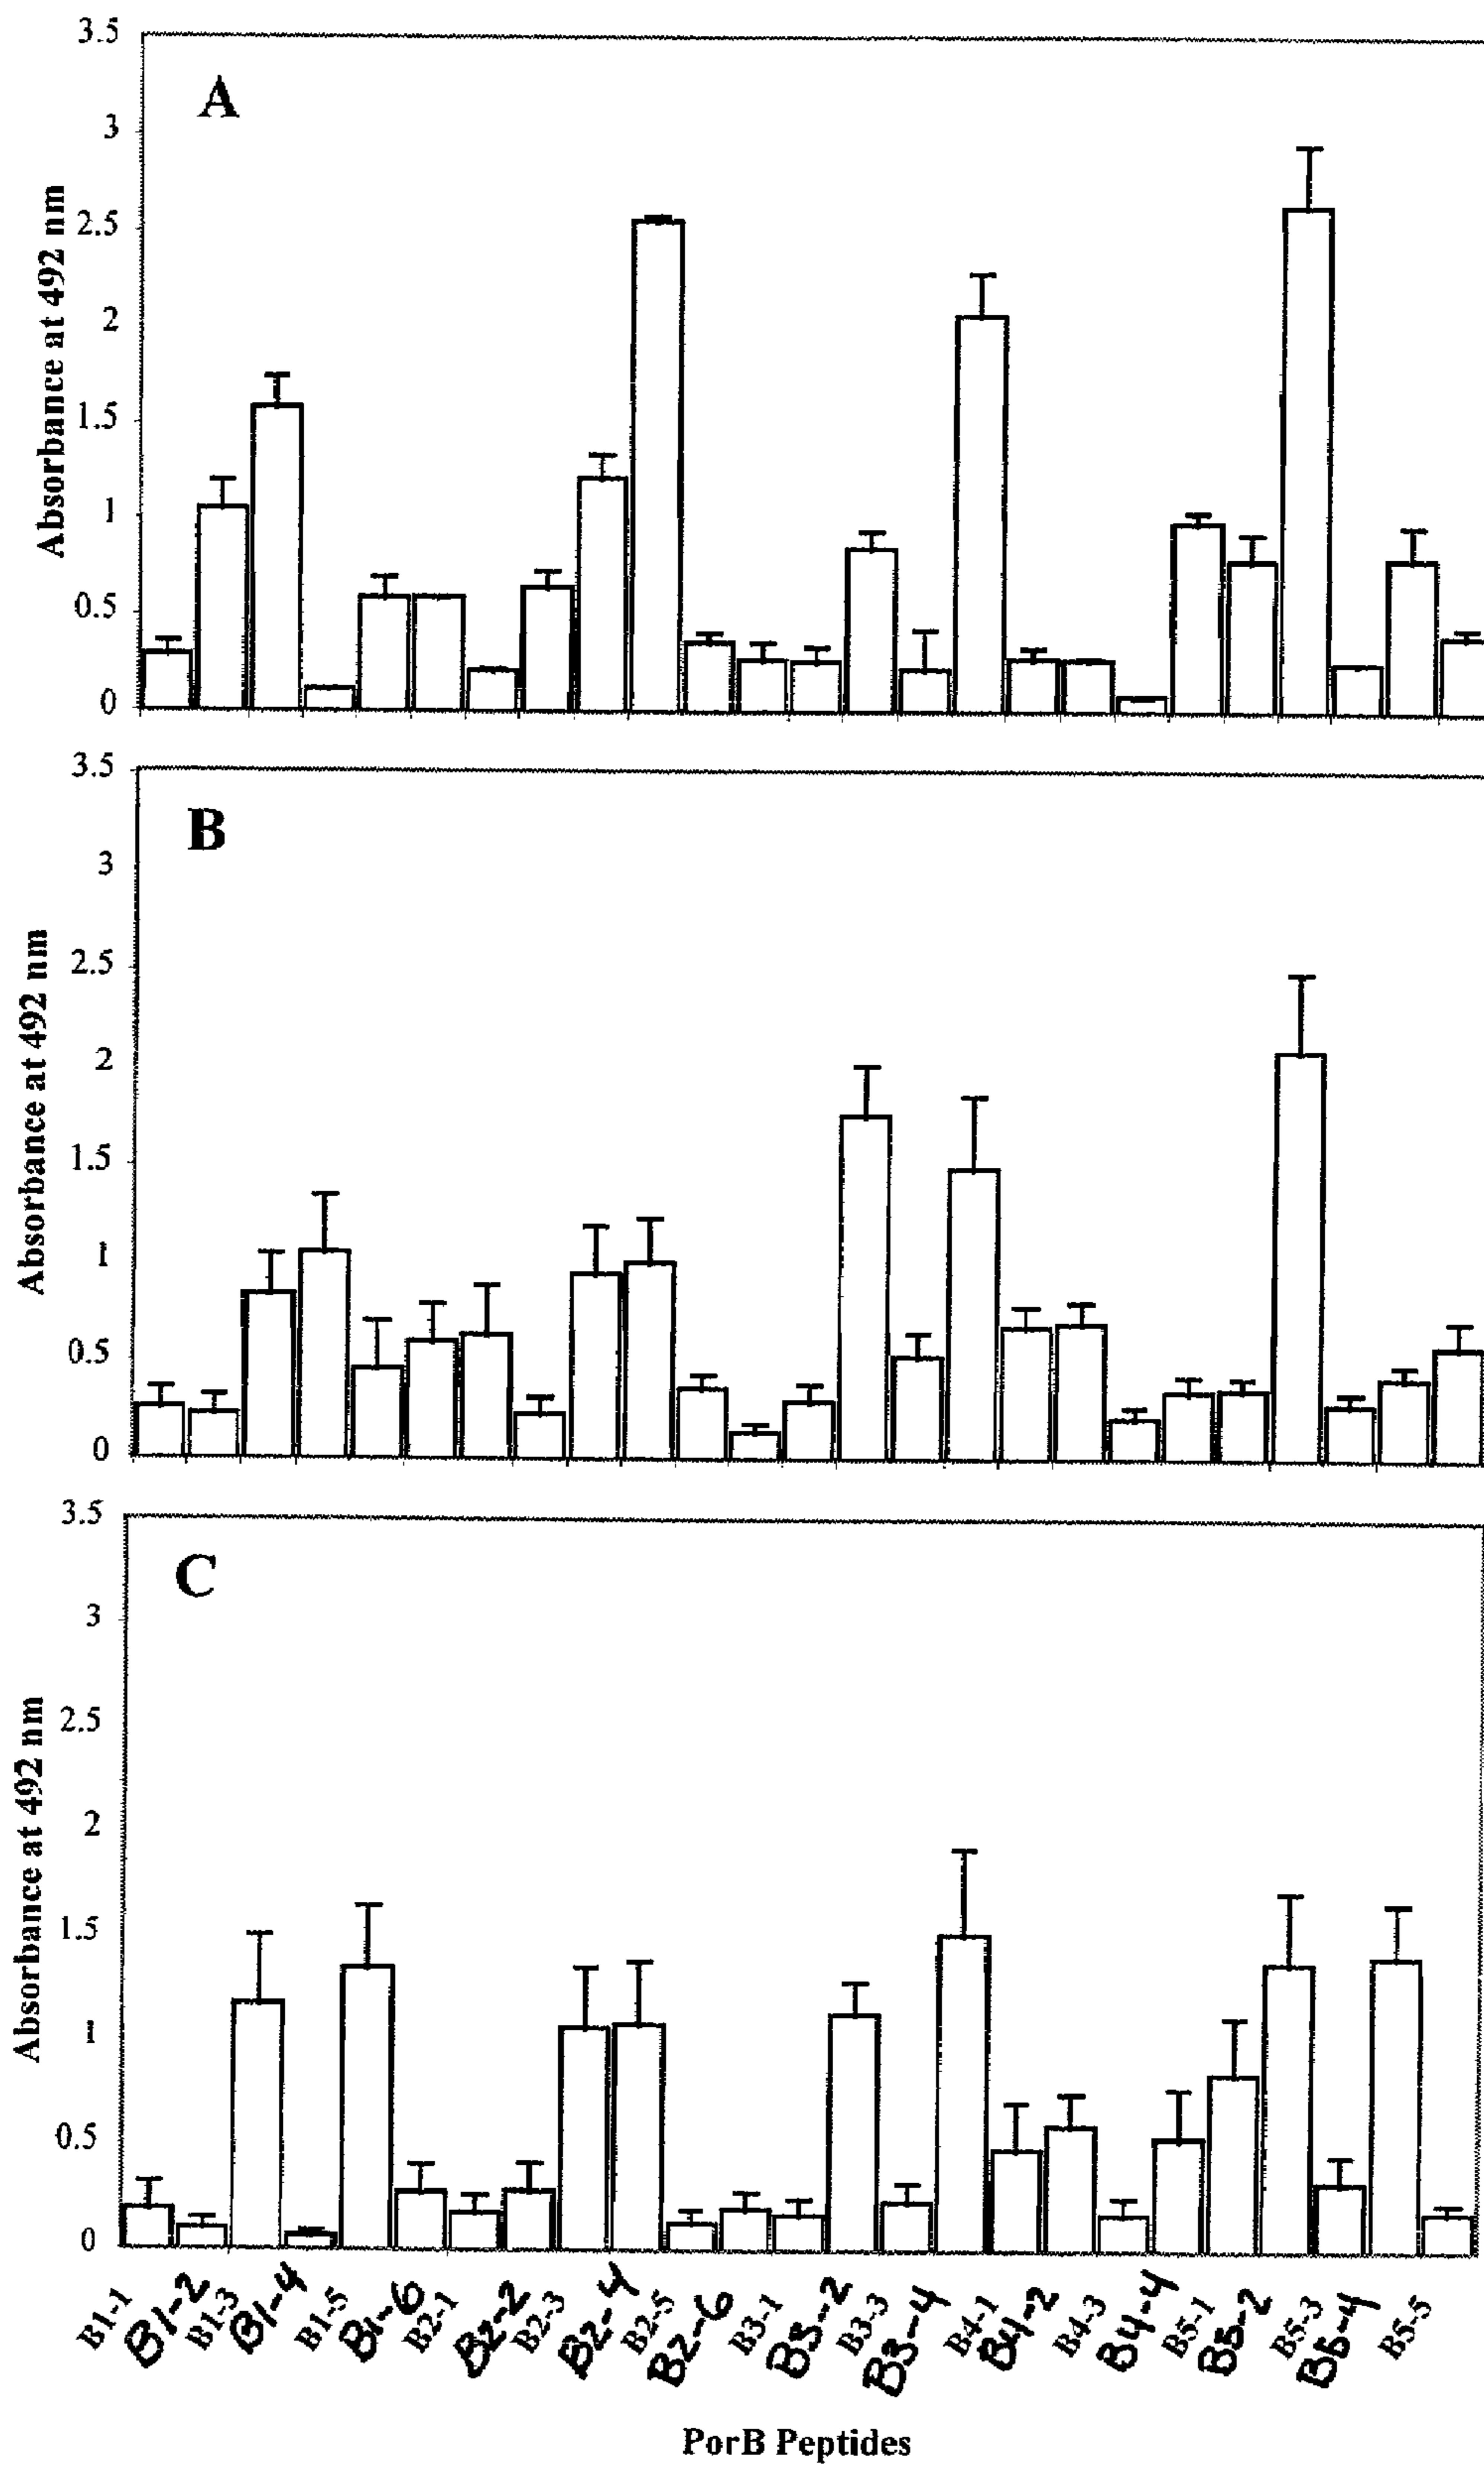 A
3.5
3
2.5
2
1.5
1
0.5
0
Absorbance at 492 nm
B
3.5
3
2.5
2
1.5
1
0.5
0
Absorbance at 492 nm
C
3.5
3
2.5
2
1.5
1
0.5
0
Absorbance at 492 nm
B1-1
B1-2
B1-3
B1-4
B1-5
B1-6
B2-1
B2-2
B2-3
B2-4
B2-5
B2-6
B3-1
B3-2
B3-3
B3-4
B4-1
B4-2
B4-3
B4-4
B5-1
B5-2
B5-3
B5-4
B5-5
PorB Peptides